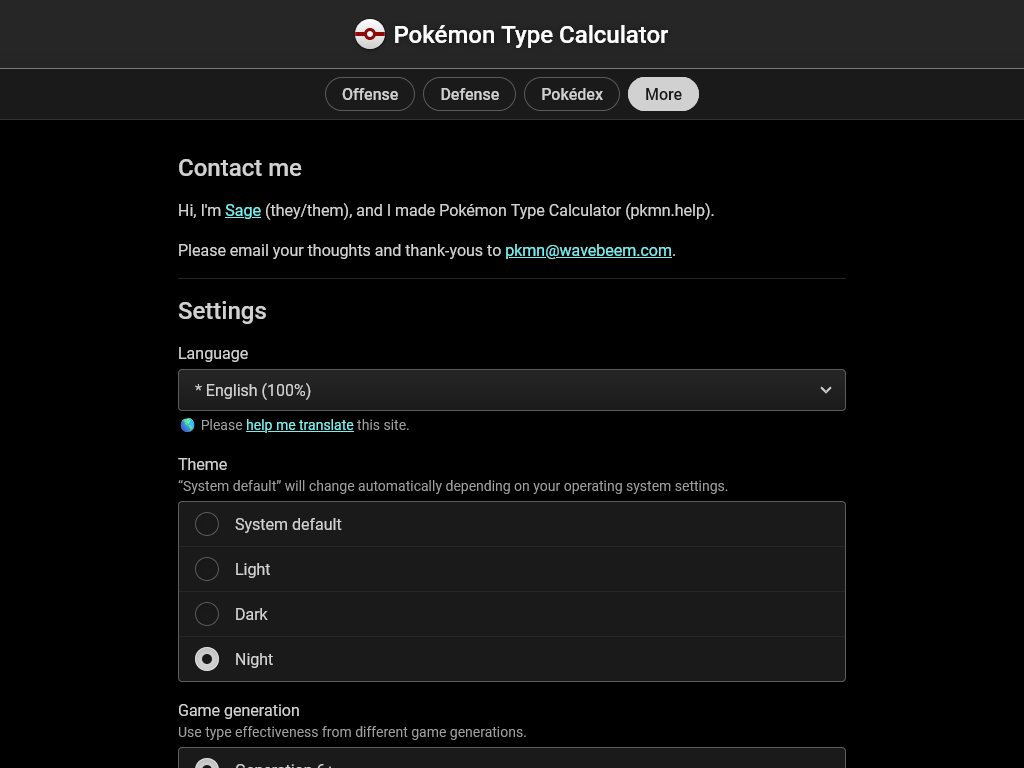 Pokémon Type Calculator
Offense
Defense
Pokédex
More
Contact me
Hi, I'm Sage (they/them), and I made Pokémon Type Calculator (pkmn.help).
Please email your thoughts and thank-yous to pkmn@wavebeem.com.
Settings
Language
* English (100%)
Please help me translate this site.
Theme
“System default” will change automatically depending on your operating system settings.
System default
Light
Dark
Night
Game generation
Use type effectiveness from different game generations.